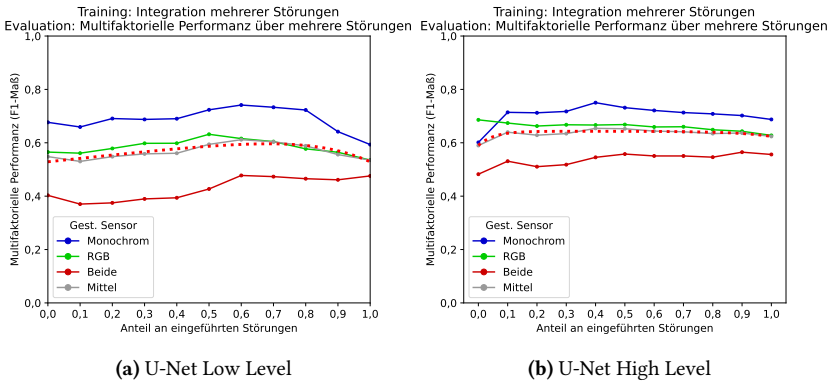 Training: Integration mehrerer Störungen
Evaluation: Multifaktorielle Performanz über mehrere Störungen
Multifaktorielle Performanz (F1-Maß)
1,0
0,8
0,6
0,4
0,2
0,0
Gest. Sensor
Monochrom
RGB
Beide
Mittel
0,0 0,1 0,2 0,3 0,4 0,5 0,6 0,7 0,8 0,9 1,0
Anteil an eingeführten Störungen
(a) U-Net Low Level
Training: Integration mehrerer Störungen
Evaluation: Multifaktorielle Performanz über mehrere Störungen
Multifaktorielle Performanz (F1-Maß)
1,0
0,8
0,6
0,4
0,2
0,0
Gest. Sensor
Monochrom
RGB
Beide
Mittel
0,0 0,1 0,2 0,3 0,4 0,5 0,6 0,7 0,8 0,9 1,0
Anteil an eingeführten Störungen
(b) U-Net High Level